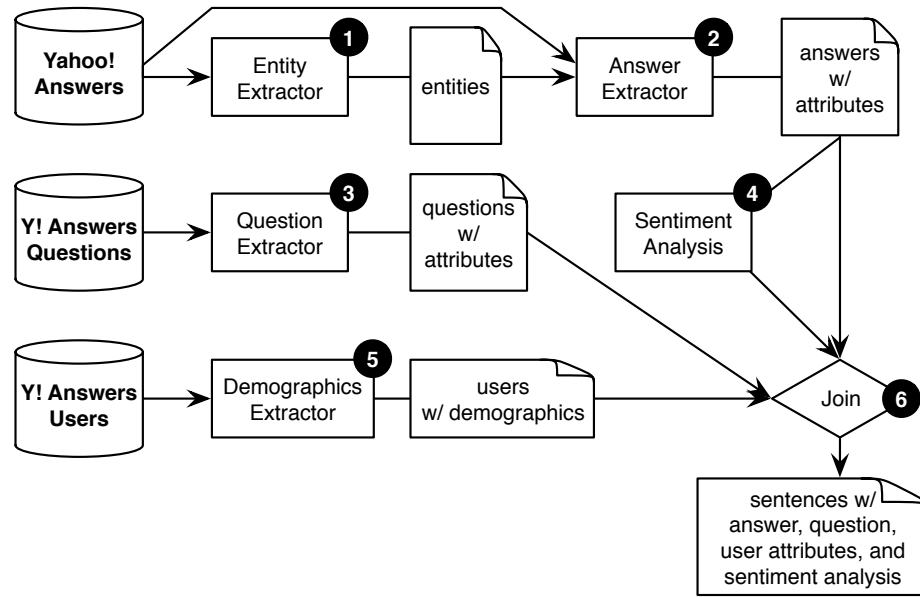 Yahoo!
Answers
1
Entity
Extractor
entities
2
Answer
Extractor
answers
w/
attributes
Y! Answers
Questions
3
Question
Extractor
questions
w/
attributes
4
Sentiment
Analysis
Y! Answers
Users
5
Demographics
Extractor
users
w/ demographics
Join
6
sentences w/
answer, question,
user attributes, and
sentiment analysis